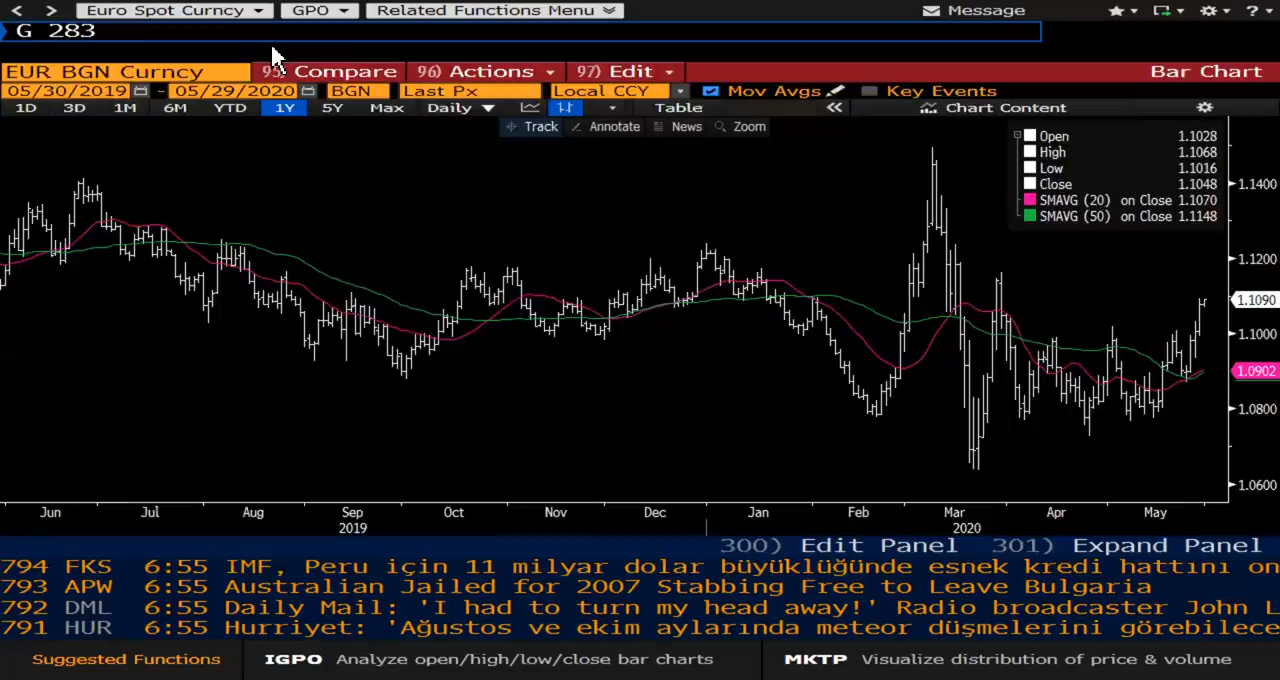 < > Euro Spot Curncy GPO Related Functions Menu Message
G 283
EUR BGN Curncy 95) Compare 96) Actions 97) Edit Bar Chart
05/30/2019 - 05/29/2020 BGN Last Px Local CCY Mov Avgs Key Events
1D 3D 1M 6M YTD 1Y 5Y Max Daily Table « Chart Content
Track Annotate News Zoom
Open 1.1028
High 1.1068
Low 1.1016
Close 1.1048
SMAVG (20) on Close 1.1070
SMAVG (50) on Close 1.1148
1.1400
1.1200
1.1090
1.1000
1.0902
1.0800
1.0600
Jun Jul Aug Sep Oct Nov Dec Jan Feb Mar Apr May
2019 2020
300) Edit Panel 301) Expand Panel
794 FKS 6:55 IMF, Peru için 11 milyar dolar büyüklüğünde esnek kredi hattını on
793 APW 6:55 Australian Jailed for 2007 Stabbing Free to Leave Bulgaria
792 DML 6:55 Daily Mail: 'I had to turn my head away!' Radio broadcaster John L
791 HUR 6:55 Hurriyet: 'Ağustos ve ekim aylarında meteor düşmelerini görebilece
Suggested Functions IGPO Analyze open/high/low/close bar charts MKTP Visualize distribution of price & volume